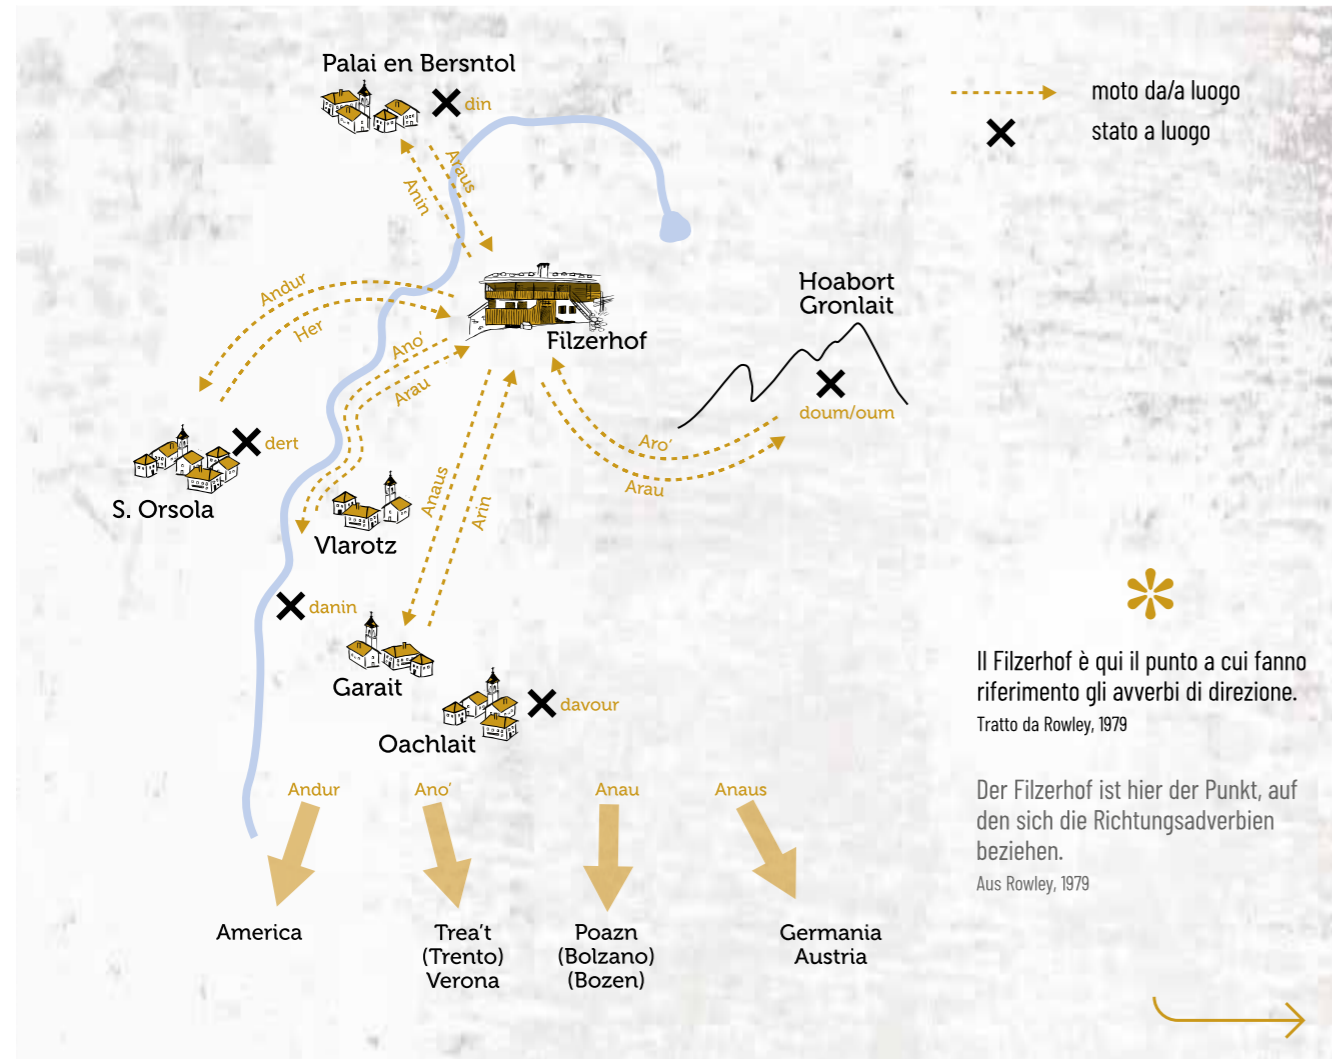 Palai en Bersntol
din
moto da/a luogo
stato a luogo
Araus
Anin
Andur
Her
Ano'
Arau
Filzerhof
Hoabort
Gronlait
doum/oum
Aro'
Arau
dert
S. Orsola
Vlarotz
Anaus
Arin
danin
Garait
davour
Oachlait
Il Filzerhof è qui il punto a cui fanno
riferimento gli avverbi di direzione.
Tratto da Rowley, 1979
Der Filzerhof ist hier der Punkt, auf
den sich die Richtungsadverbien
beziehen.
Aus Rowley, 1979
Andur
Ano'
Anau
Anaus
America
Trea't
(Trento)
Verona
Poazn
(Bolzano)
(Bozen)
Germania
Austria